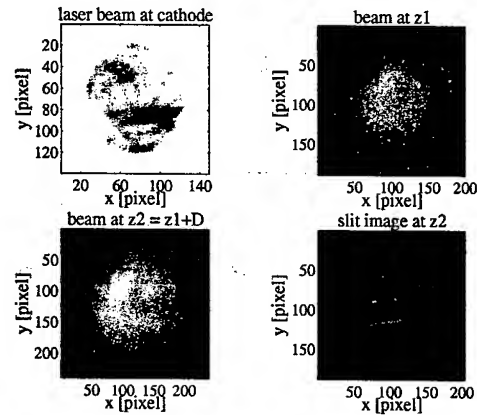 laser beam at cathode
y [pixel]
20
40
60
80
100
120
50
100
140
x [pixel]
beam at z1
y [pixel]
50
100
150
50 100 150 200
x [pixel]
beam at z2 = z1+D
y [pixel]
50
100
150
200
50 100 150 200
x [pixel]
slit image at z2
y [pixel]
50
100
150
50 100 150 200
x [pixel]